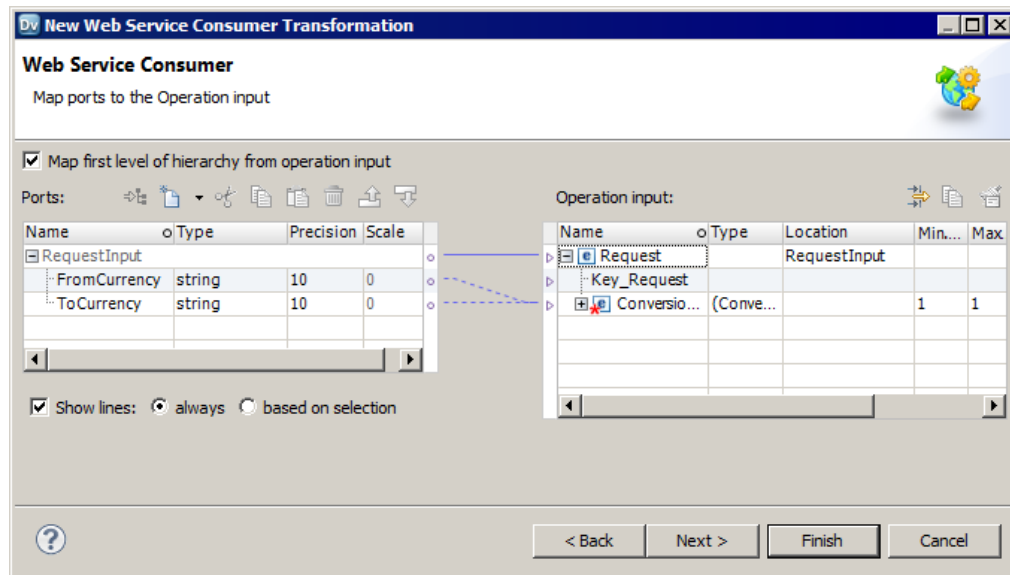 Dv New Web Service Consumer Transformation
Web Service Consumer
Map ports to the Operation input
Map first level of hierarchy from operation input
Ports:
Operation input:
Name Type Precision Scale
Name Type Location Min.... Max
RequestInput
e Request RequestInput
FromCurrency string 10 0
Key_Request
ToCurrency string 10 0
e Conversio... (Conve... 1 1
Show lines: always based on selection
? < Back Next > Finish Cancel